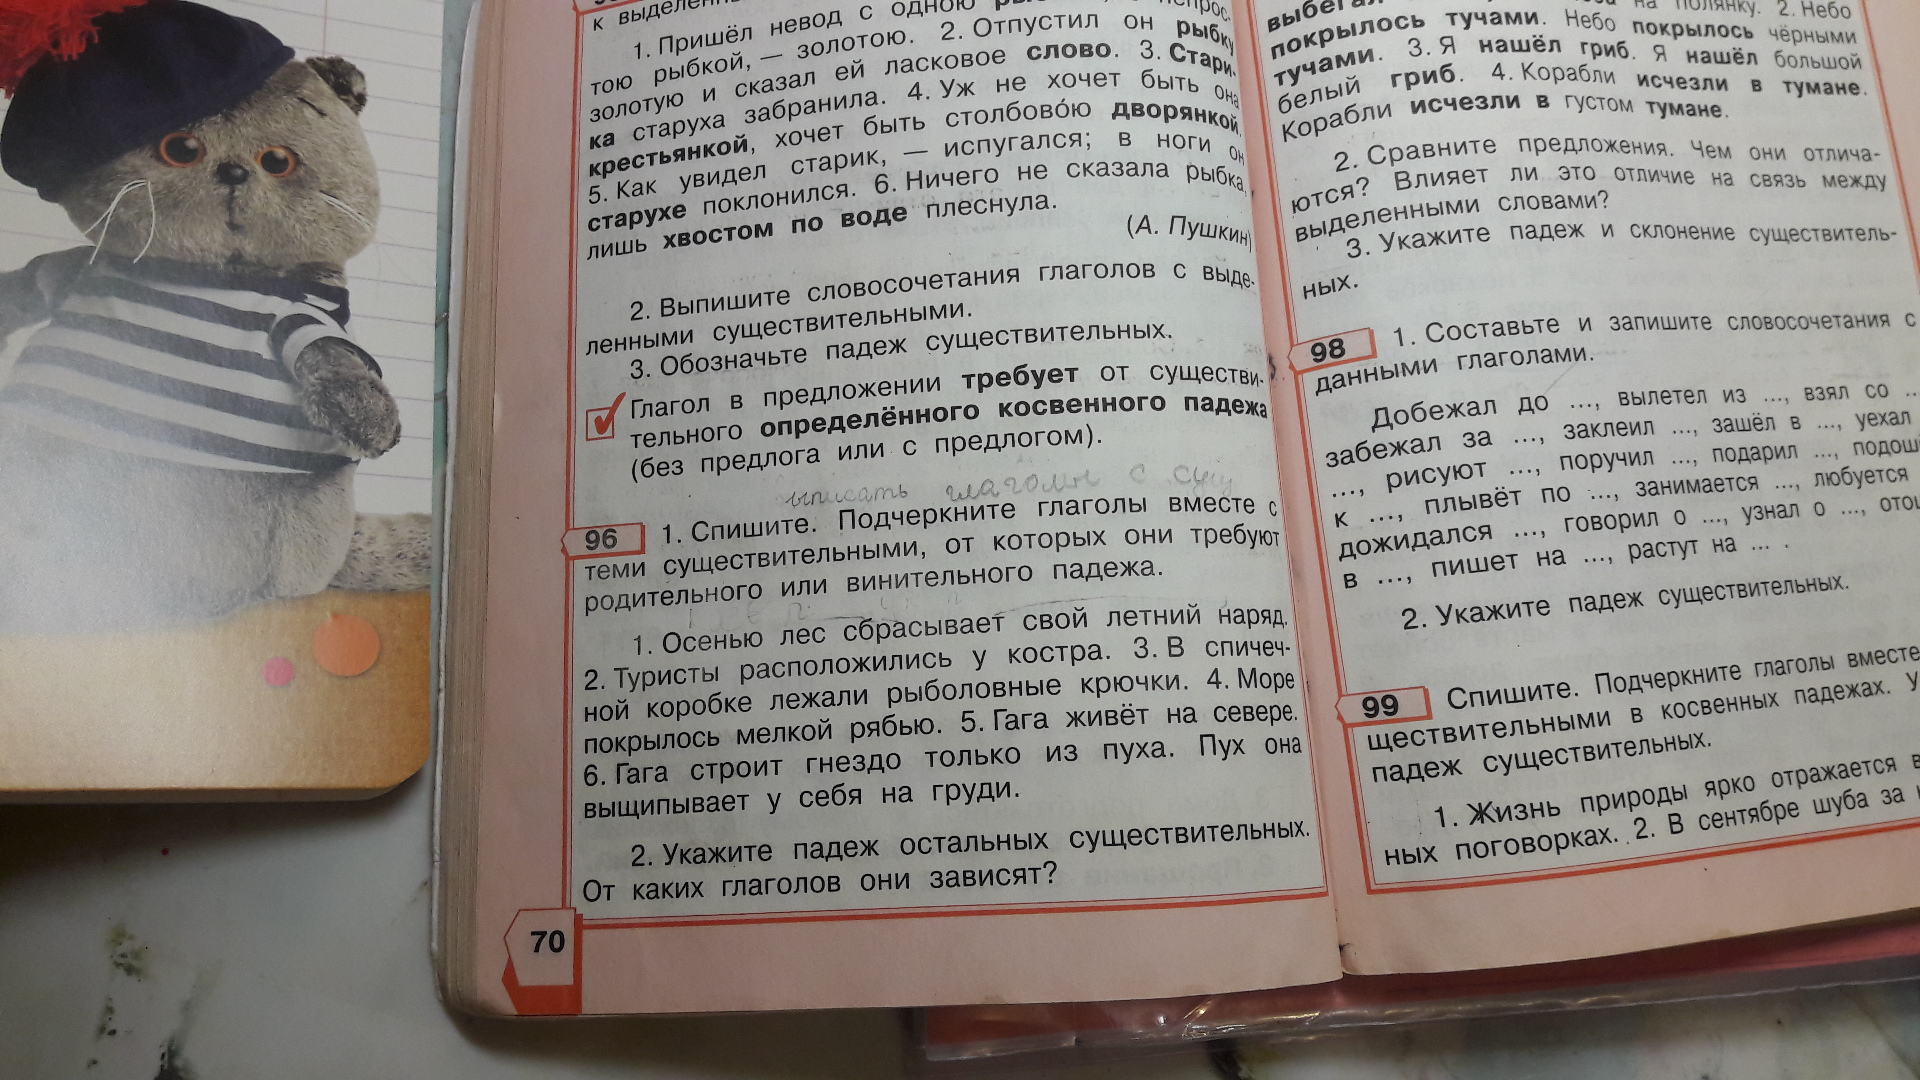 к
1. Пришёл невод с одною
тою рыбкой, — золотою. 2. Отпустил он рыбку
золотую и сказал ей ласковое слово. 3. Стари-
ка старуха забранила. 4. Уж не хочет быть она
крестьянкой, хочет быть столбово́ю дворянкой.
5. Как увидел старик, — испугался; в ноги он
старухе поклонился. 6. Ничего не сказала рыбка,
лишь хвостом по воде плеснула.
(А. Пушкин)
2. Выпишите словосочетания глаголов с выде-
ленными существительными.
3. Обозначьте падеж существительных.
Глагол в предложении требует от существи-
тельного определённого косвенного падежа
(без предлога или с предлогом).
глаголы с сущ
96 1. Спишите. Подчеркните глаголы вместе с
теми существительными, от которых они требуют
родительного или винительного падежа.
1. Осенью лес сбрасывает свой летний наряд.
2. Туристы расположились у костра. 3. В спичеч-
ной коробке лежали рыболовные крючки. 4. Море
покрылось мелкой рябью. 5. Гага живёт на севере.
6. Гага строит гнездо только из пуха. Пух она
выщипывает у себя на груди.
2. Укажите падеж остальных существительных.
От каких глаголов они зависят?
70
на полянку. 2. Небо
покрылось тучами. Небо покрылось чёрными
тучами. 3. Я нашёл гриб. Я нашёл большой
белый гриб. 4. Корабли исчезли в тумане.
Корабли исчезли в густом тумане.
2. Сравните предложения. Чем они отлича-
ются? Влияет ли это отличие на связь между
выделенными словами?
3. Укажите падеж и склонение существитель-
ных.
98 1. Составьте и запишите словосочетания с
данными глаголами.
Добежал до ..., вылетел из ..., взял со ...
забежал за ..., заклеил ..., зашёл в ..., уехал
..., рисуют ..., поручил ..., подарил ..., подош
к ..., плывёт по ..., занимается ..., любуется
дожидался ..., говорил о ..., узнал о ..., отош
в ..., пишет на ..., растут на ... .
2. Укажите падеж существительных.
99 Спишите. Подчеркните глаголы вместе
ществительными в косвенных падежах. У
падеж существительных.
1. Жизнь природы ярко отражается в
ных поговорках. 2. В сентябре шуба за